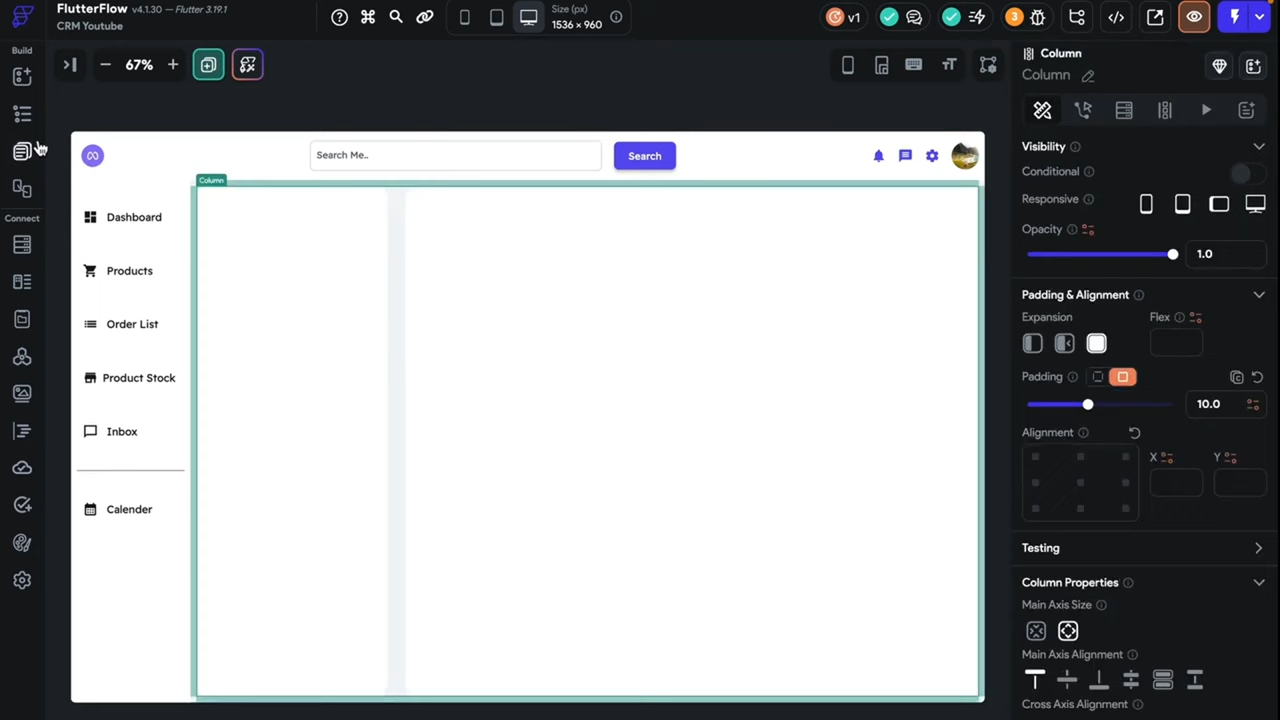 FlutterFlow v4.1.30 - Flutter 3.19.1
CRM Youtube
Size (px)
1536 × 960
v1
3
Build
Connect
67%
Search Me..
Search
Column
Dashboard
Products
Order List
Product Stock
Inbox
Calender
Column
Column
Visibility
Conditional
Responsive
Opacity
1.0
Padding & Alignment
Expansion
Flex
Padding
10.0
Alignment
X
Y
Testing
Column Properties
Main Axis Size
Main Axis Alignment
Cross Axis Alignment